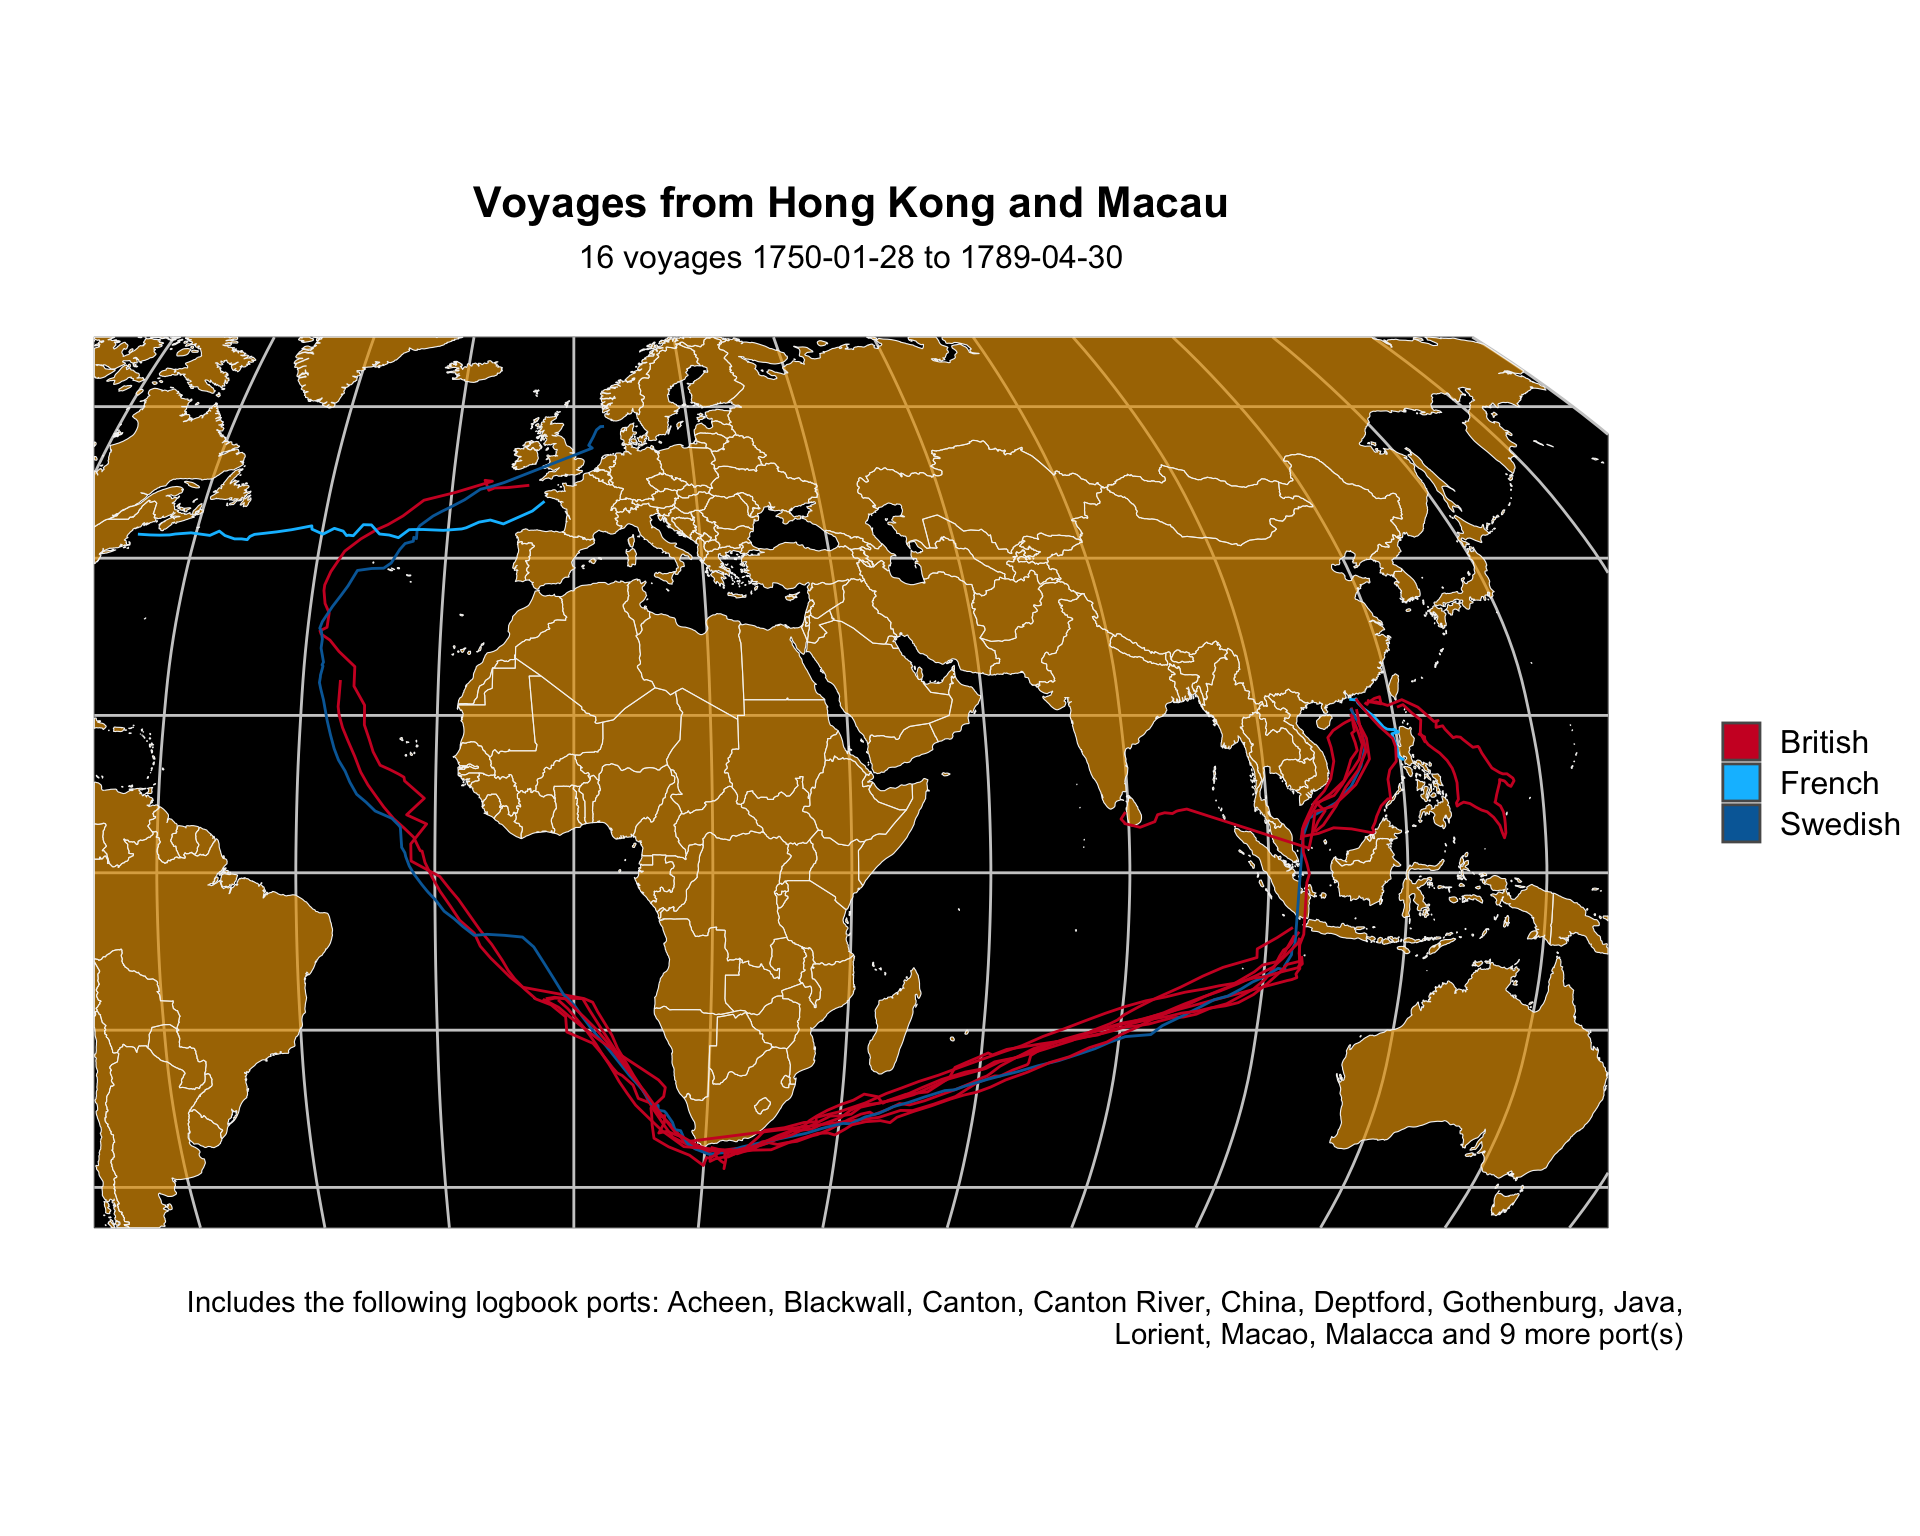 Voyages from Hong Kong and Macau
16 voyages 1750-01-28 to 1789-04-30
British
French
Swedish
Includes the following logbook ports: Acheen, Blackwall, Canton, Canton River, China, Deptford, Gothenburg, Java,
Lorient, Macao, Malacca and 9 more port(s)